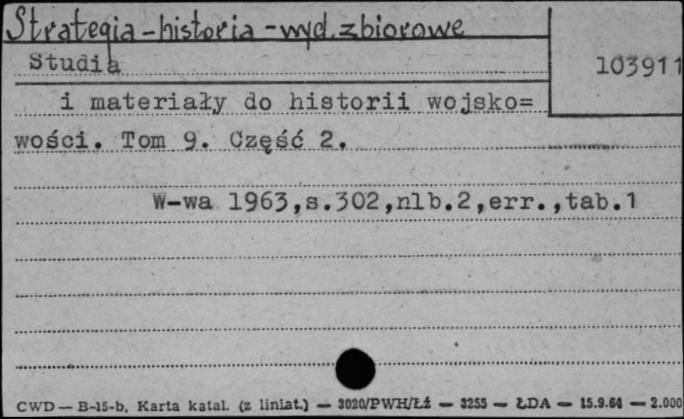 Strategia - historia - wyd. zbiorowe
Studia
103911
i materiały do historii wojsko=
wości. Tom 9. Część 2.
W-wa 1963,s.302,nlb.2,err.,tab.1
CWD — B-15-b, Karta katal. (z liniat.) — 3020/PWH/Łź — 3255 — ŁDA — 15.9.64 — 2.000